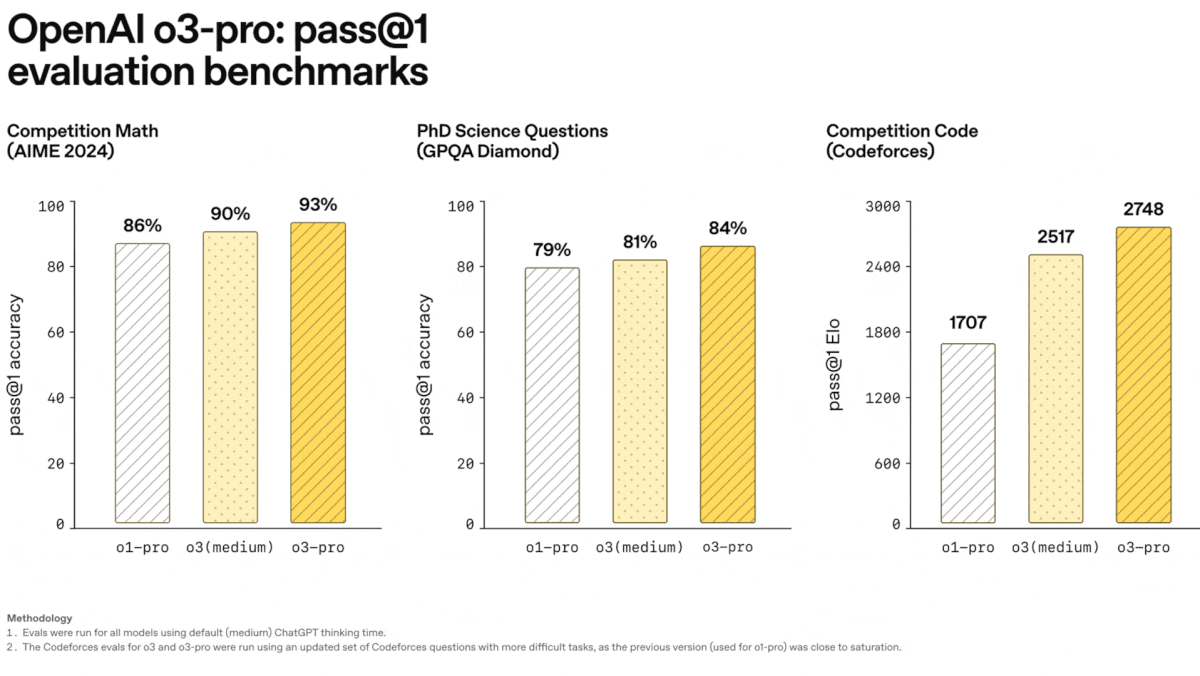 OpenAI o3-pro: pass@1
evaluation benchmarks
Competition Math
(AIME 2024)
pass@1 accuracy
100
80
60
40
20
0
86%
90%
93%
o1-pro
o3(medium)
o3-pro
PhD Science Questions
(GPQA Diamond)
pass@1 accuracy
100
80
60
40
20
0
79%
81%
84%
o1-pro
o3(medium)
o3-pro
Competition Code
(Codeforces)
pass@1 Elo
3000
2400
1800
1200
600
0
1707
2517
2748
o1-pro
o3(medium)
o3-pro
Methodology
1. Evals were run for all models using default (medium) ChatGPT thinking time.
2. The Codeforces evals for o3 and o3-pro were run using an updated set of Codeforces questions with more difficult tasks, as the previous version (used for o1-pro) was close to saturation.